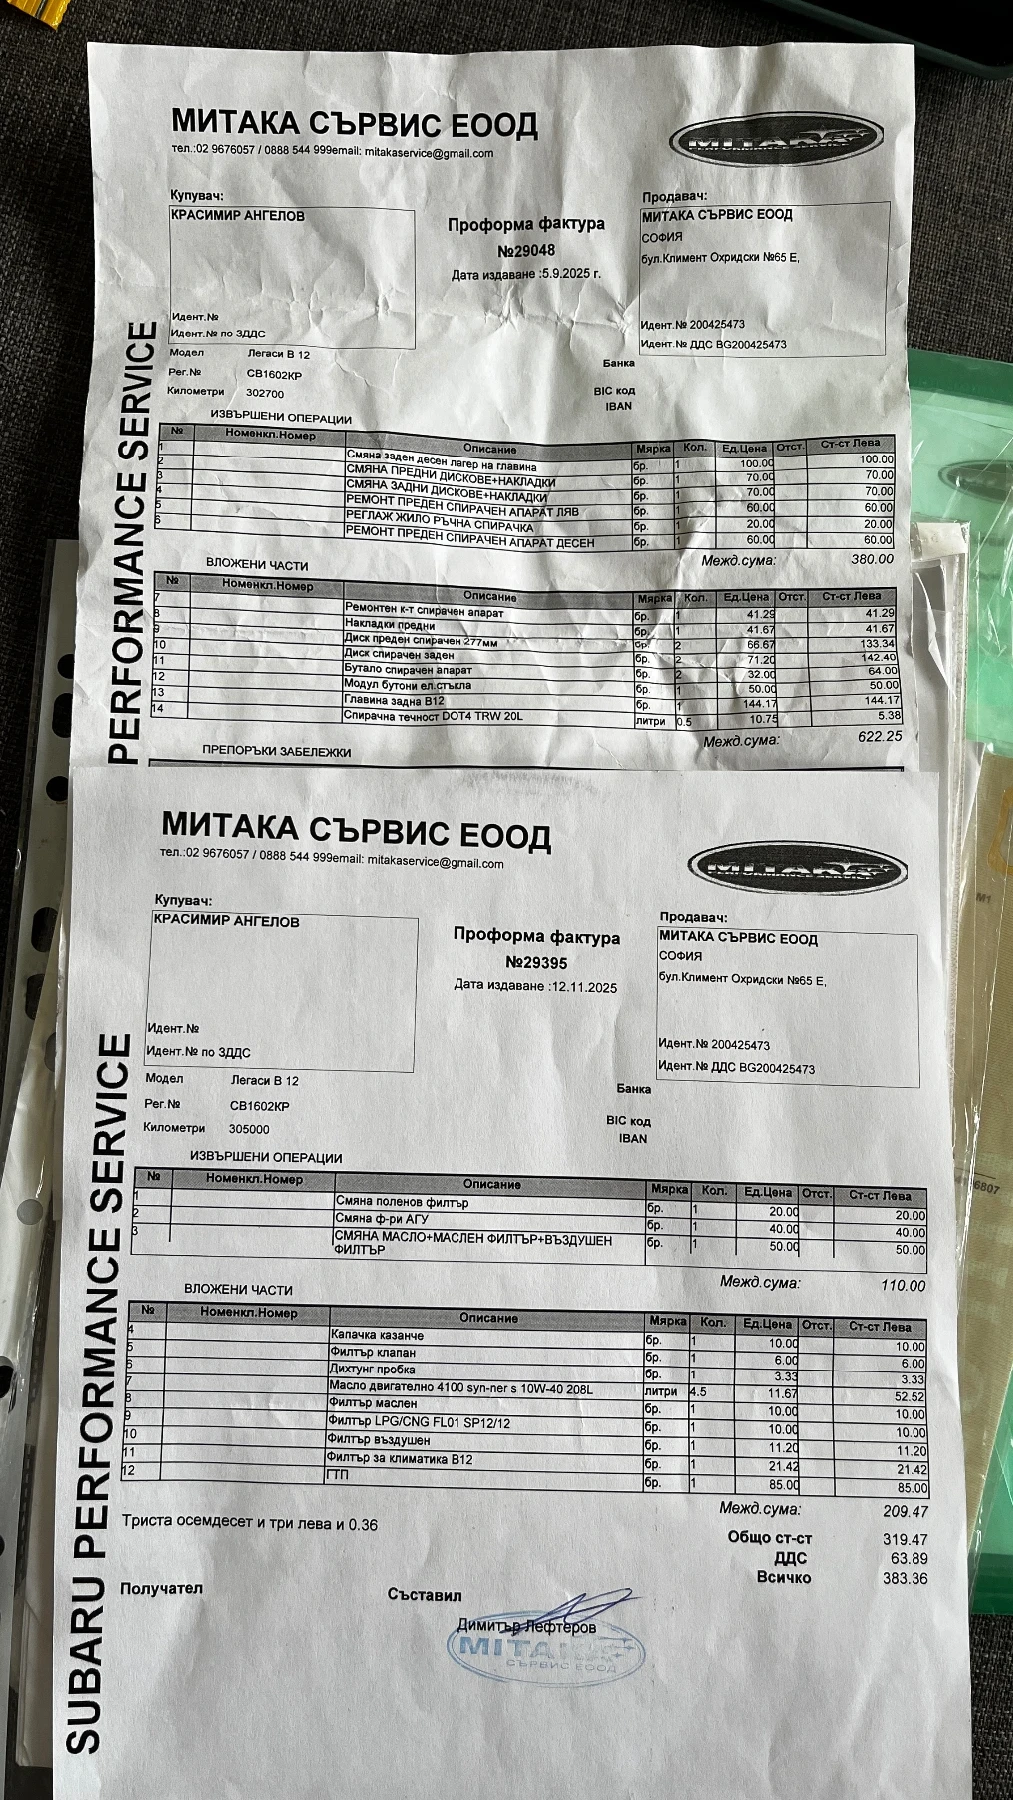 МИТАКА СЪРВИС ЕООД
тел.:02 9676057 / 0888 544 999email: mitakaservice@gmail.com
MITAKA
Купувач:
КРАСИМИР АНГЕЛОВ
Идент.№
Идент.№ по ЗДДС
Проформа фактура
№29048
Дата издаване :5.9.2025 г.
Продавач:
МИТАКА СЪРВИС ЕООД
СОФИЯ
бул.Климент Охридски №65 Е,
Идент.№ 200425473
Идент.№ ДДС BG200425473
Модел Легаси B 12
Рег.№ СВ1602КР
Километри 302700
Банка
BIC код
IBAN
PERFORMANCE SERVICE
ИЗВЪРШЕНИ ОПЕРАЦИИ
№ Номенкл.Номер Описание Мярка Кол. Ед.Цена Отст. Ст-ст Лева
1 Смяна заден десен лагер на главина бр. 1 100.00 100.00
2 СМЯНА ПРЕДНИ ДИСКОВЕ+НАКЛАДКИ бр. 1 70.00 70.00
3 СМЯНА ЗАДНИ ДИСКОВЕ+НАКЛАДКИ бр. 1 70.00 70.00
4 РЕМОНТ ПРЕДЕН СПИРАЧЕН АПАРАТ ЛЯВ бр. 1 60.00 60.00
5 РЕГЛАЖ ЖИЛО РЪЧНА СПИРАЧКА бр. 1 20.00 20.00
6 РЕМОНТ ПРЕДЕН СПИРАЧЕН АПАРАТ ДЕСЕН бр. 1 60.00 60.00
Межд.сума: 380.00
ВЛОЖЕНИ ЧАСТИ
№ Номенкл.Номер Описание Мярка Кол. Ед.Цена Отст. Ст-ст Лева
7 Ремонтен к-т спирачен апарат бр. 1 41.29 41.29
8 Накладки предни бр. 1 41.67 41.67
9 Диск преден спирачен 277мм бр. 2 66.67 133.34
10 Диск спирачен заден бр. 2 71.20 142.40
11 Бутало спирачен апарат бр. 2 32.00 64.00
12 Модул бутони ел.стъкла бр. 1 50.00 50.00
13 Главина задна B12 бр. 1 144.17 144.17
14 Спирачна течност DOT4 TRW 20L литри 0.5 10.75 5.38
Межд.сума: 622.25
ПРЕПОРЪКИ ЗАБЕЛЕЖКИ
МИТАКА СЪРВИС ЕООД
тел.:02 9676057 / 0888 544 999email: mitakaservice@gmail.com
MITAKA
Купувач:
КРАСИМИР АНГЕЛОВ
Идент.№
Идент.№ по ЗДДС
Проформа фактура
№29395
Дата издаване :12.11.2025
Продавач:
МИТАКА СЪРВИС ЕООД
СОФИЯ
бул.Климент Охридски №65 Е,
Идент.№ 200425473
Идент.№ ДДС BG200425473
Модел Легаси B 12
Рег.№ СВ1602КР
Километри 305000
Банка
BIC код
IBAN
SUBARU PERFORMANCE SERVICE
ИЗВЪРШЕНИ ОПЕРАЦИИ
№ Номенкл.Номер Описание Мярка Кол. Ед.Цена Отст. Ст-ст Лева
1 Смяна поленов филтър бр. 1 20.00 20.00
2 Смяна ф-ри АГУ бр. 1 40.00 40.00
3 СМЯНА МАСЛО+МАСЛЕН ФИЛТЪР+ВЪЗДУШЕН бр. 1 50.00 50.00
ФИЛТЪР
Межд.сума: 110.00
ВЛОЖЕНИ ЧАСТИ
№ Номенкл.Номер Описание Мярка Кол. Ед.Цена Отст. Ст-ст Лева
4 Капачка казанче бр. 1 10.00 10.00
5 Филтър клапан бр. 1 6.00 6.00
6 Дихтунг пробка бр. 1 3.33 3.33
7 Масло двигателно 4100 syn-ner s 10W-40 208L литри 4.5 11.67 52.52
8 Филтър маслен бр. 1 10.00 10.00
9 Филтър LPG/CNG FL01 SP12/12 бр. 1 10.00 10.00
10 Филтър въздушен бр. 1 11.20 11.20
11 Филтър за климатика B12 бр. 1 21.42 21.42
12 ГТП бр. 1 85.00 85.00
Межд.сума: 209.47
Триста осемдесет и три лева и 0.36
Общо ст-ст 319.47
ДДС 63.89
Всичко 383.36
Получател
Съставил
Димитър Лефтеров
MITAKA
СЪРВИС ЕООД
M1
6807